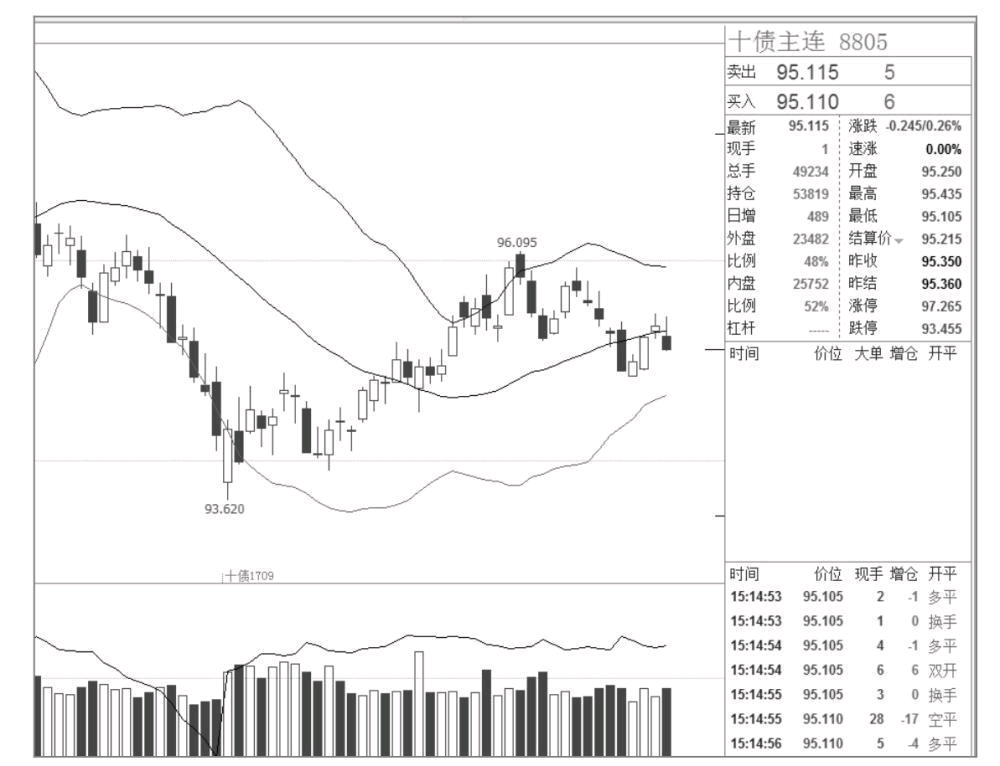 十债主连 8805
卖出 95.115 5
买入 95.110 6
最新 95.115 涨跌 -0.245/0.26%
现手 1 速涨 0.00%
总手 49234 开盘 95.250
持仓 53819 最高 95.435
日增 489 最低 95.105
外盘 23482 结算价 95.215
比例 48% 昨收 95.350
内盘 25752 昨结 95.360
比例 52% 涨停 97.265
杠杆 ----- 跌停 93.455
时间 价位 大单 增仓 开平
96.095
93.620
十债1709
时间 价位 现手 增仓 开平
15:14:53 95.105 2 -1 多平
15:14:53 95.105 1 0 换手
15:14:54 95.105 4 -1 多平
15:14:54 95.105 6 6 双开
15:14:55 95.105 3 0 换手
15:14:55 95.110 28 -17 空平
15:14:56 95.110 5 -4 多平